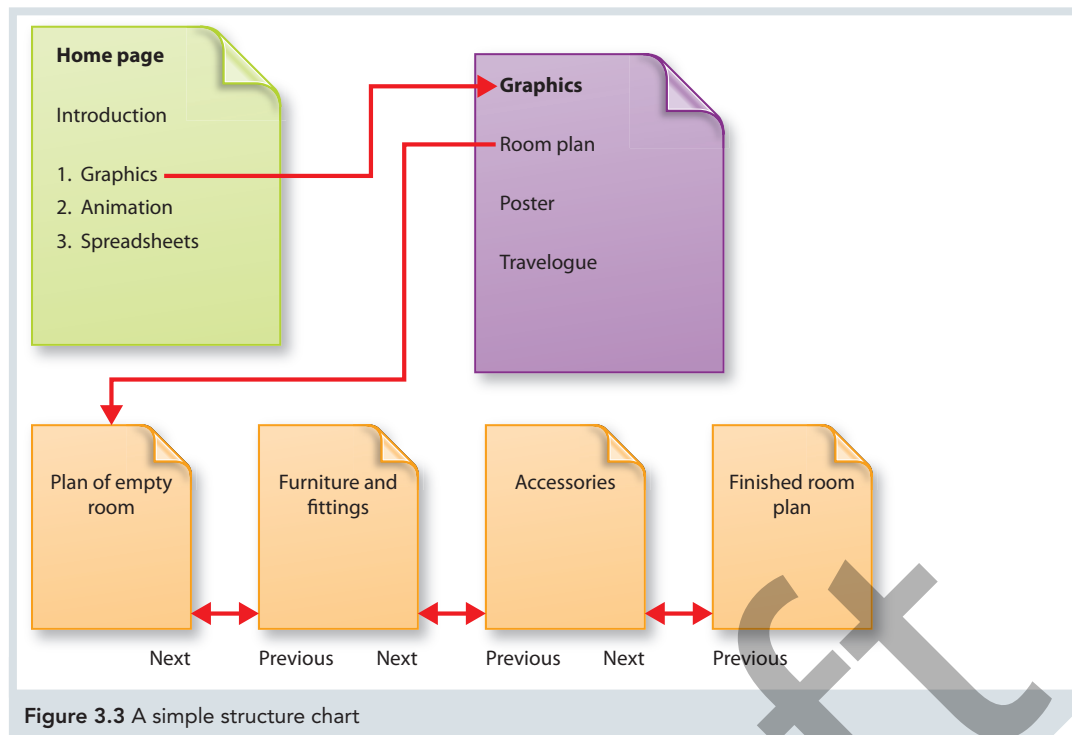 Home page
Introduction
1. Graphics
2. Animation
3. Spreadsheets
Graphics
Room plan
Poster
Travelogue
Plan of empty
room
Furniture and
fittings
Accessories
Finished room
plan
Next
Previous
Next
Previous
Next
Previous
Figure 3.3 A simple structure chart